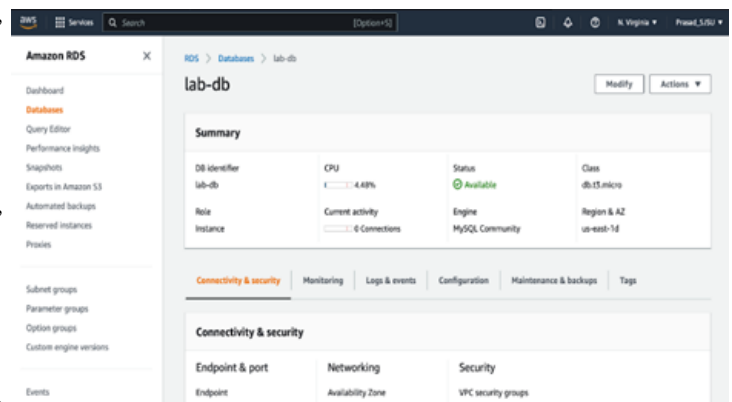 aws Services Search [Option+S] N. Virginia Prasad_SJSU
Amazon RDS X
Dashboard
Databases
Query Editor
Performance insights
Snapshots
Exports in Amazon S3
Automated backups
Reserved instances
Proxies
Subnet groups
Parameter groups
Option groups
Custom engine versions
Events
RDS > Databases > lab-db
lab-db
Modify Actions
Summary
DB identifier CPU Status Class
lab-db 4.48% Available db.t3.micro
Role Current activity Engine Region & AZ
Instance 0 Connections MySQL Community us-east-1d
Connectivity & security Monitoring Logs & events Configuration Maintenance & backups Tags
Connectivity & security
Endpoint & port Networking Security
Endpoint Availability Zone VPC security groups